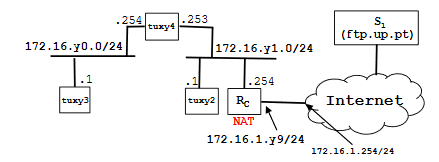 S1
(ftp.up.pt)
.254
tuxy4
.253
172.16.y0.0/24
172.16.y1.0/24
.1
tuxy3
.1
tuxy2
.254
RC
NAT
Internet
172.16.1.y9/24
172.16.1.254/24